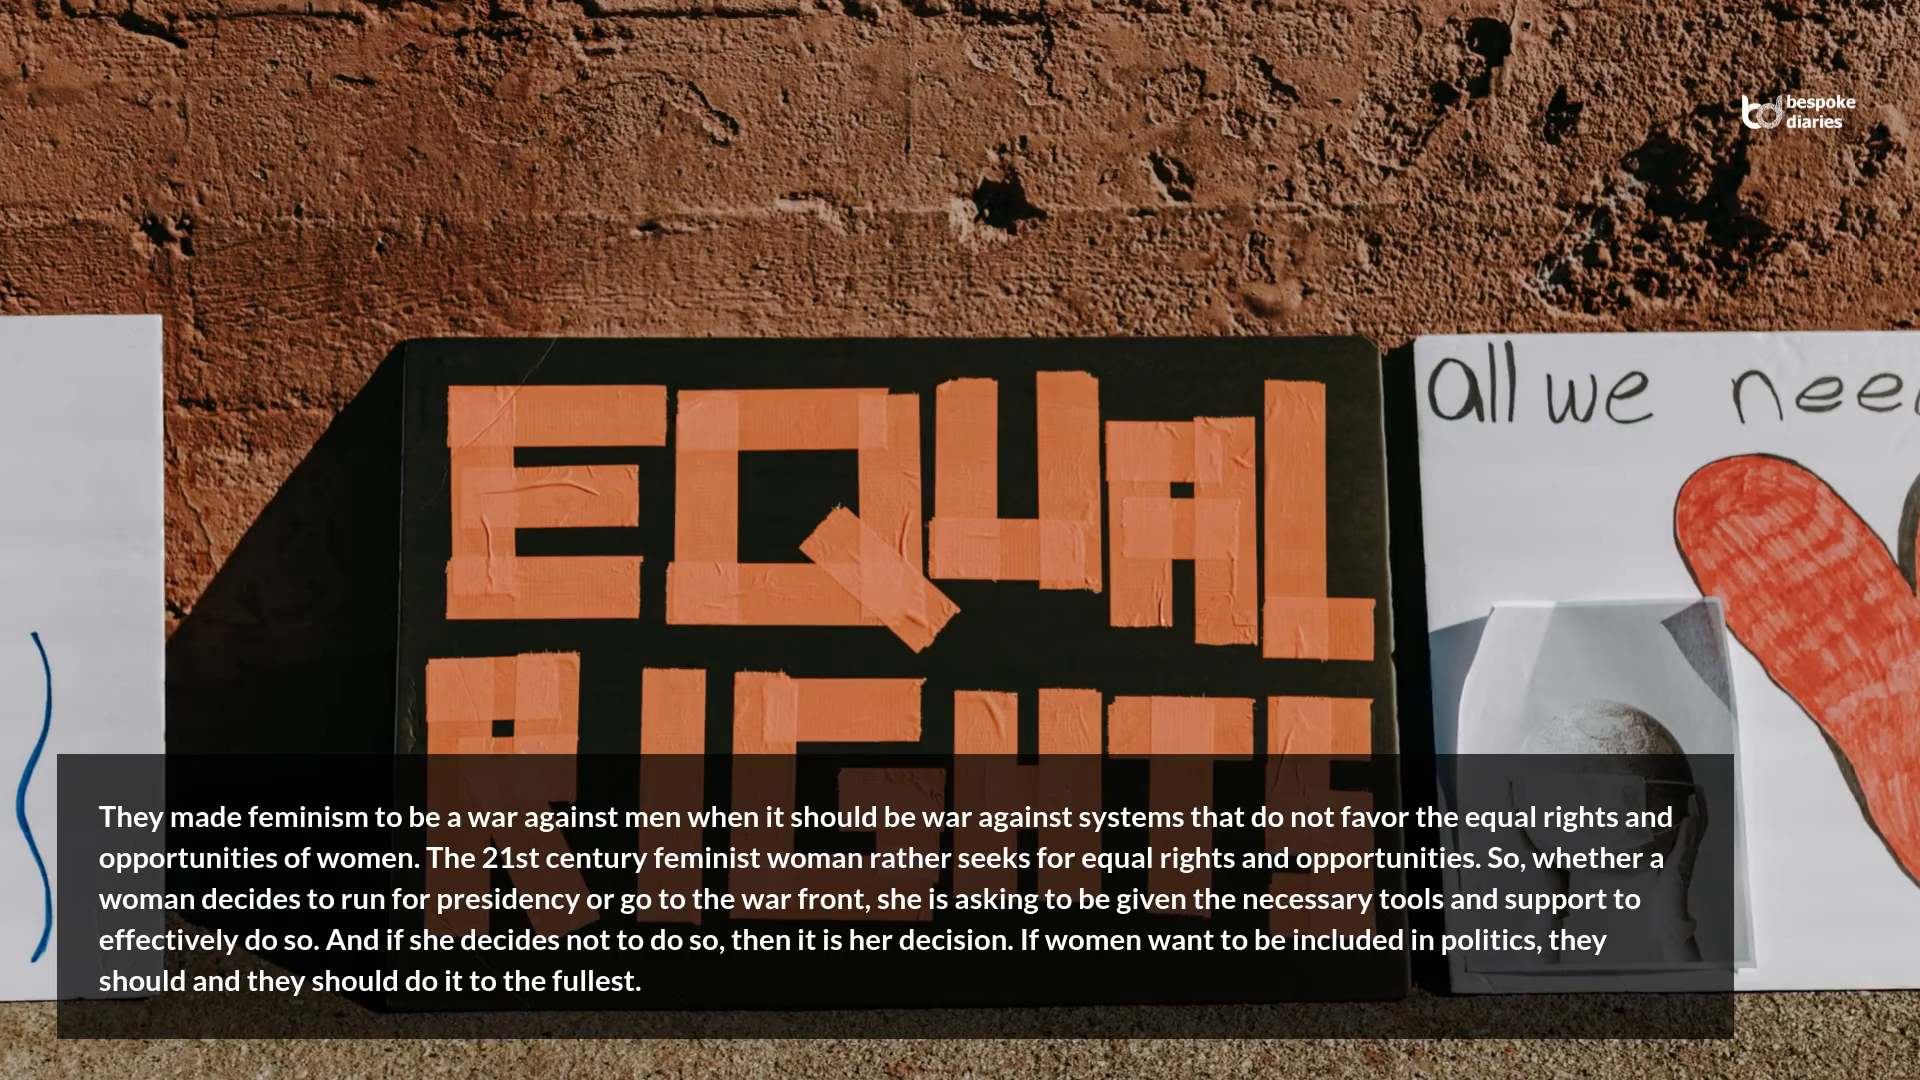 bespoke
diaries
all we
EQUAL
RIGHTS
They made feminism to be a war against men when it should be war against systems that do not favor the equal rights and
opportunities of women. The 21st century feminist woman rather seeks for equal rights and opportunities. So, whether a
woman decides to run for presidency or go to the war front, she is asking to be given the necessary tools and support to
effectively do so. And if she decides not to do so, then it is her decision. If women want to be included in politics, they
should and they should do it to the fullest.